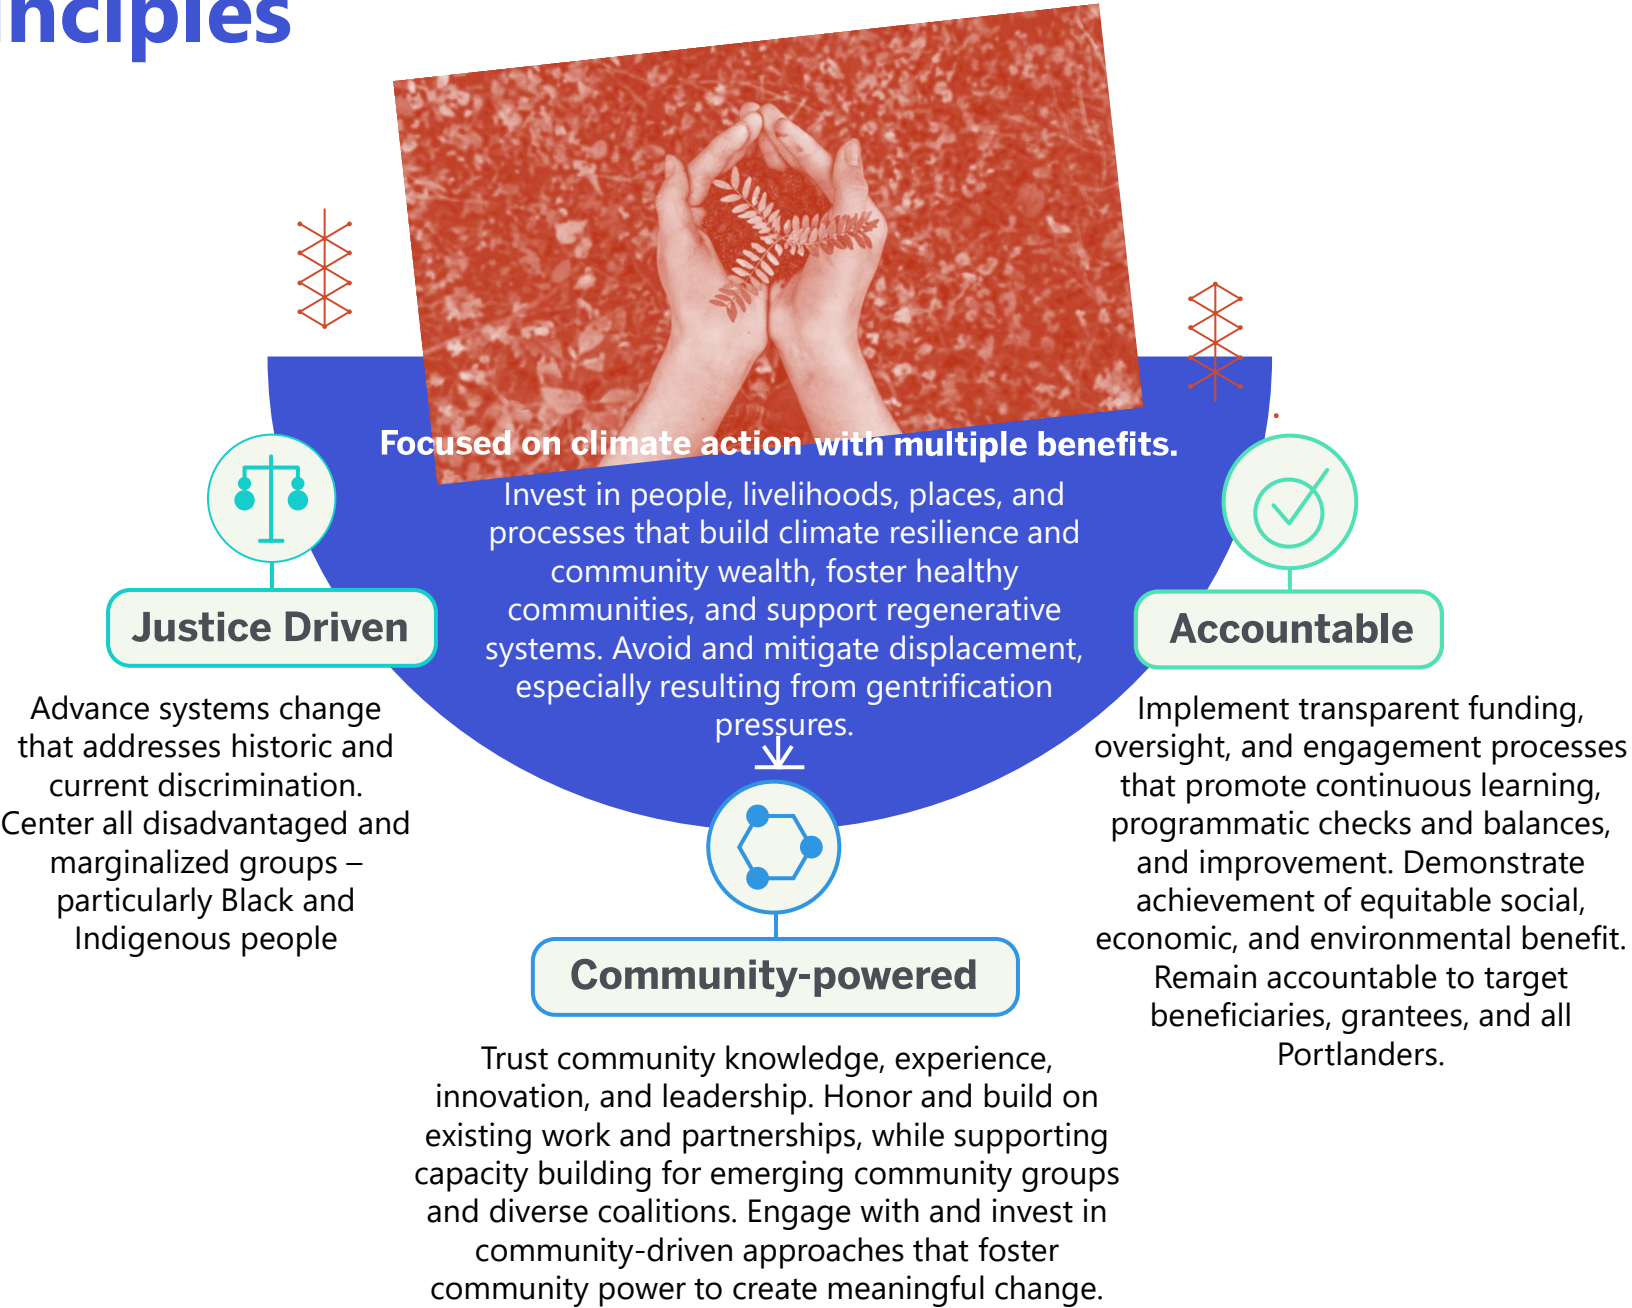 inciples
Focused on climate action with multiple benefits.
Invest in people, livelihoods, places, and
processes that build climate resilience and
community wealth, foster healthy
communities, and support regenerative
systems. Avoid and mitigate displacement,
especially resulting from gentrification
pressures.
Justice Driven
Advance systems change
that addresses historic and
current discrimination.
Center all disadvantaged and
marginalized groups –
particularly Black and
Indigenous people
Community-powered
Trust community knowledge, experience,
innovation, and leadership. Honor and build on
existing work and partnerships, while supporting
capacity building for emerging community groups
and diverse coalitions. Engage with and invest in
community-driven approaches that foster
community power to create meaningful change.
Accountable
Implement transparent funding,
oversight, and engagement processes
that promote continuous learning,
programmatic checks and balances,
and improvement. Demonstrate
achievement of equitable social,
economic, and environmental benefit.
Remain accountable to target
beneficiaries, grantees, and all
Portlanders.